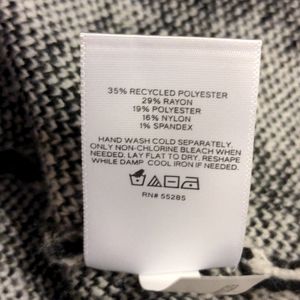 35% RECYCLED POLYESTER
29% RAYON
19% POLYESTER
16% NYLON
1% SPANDEX
HAND WASH COLD SEPARATELY.
ONLY NON-CHLORINE BLEACH WHEN
NEEDED. LAY FLAT TO DRY. RESHAPE
WHILE DAMP COOL IRON IF NEEDED.
RN# 55285